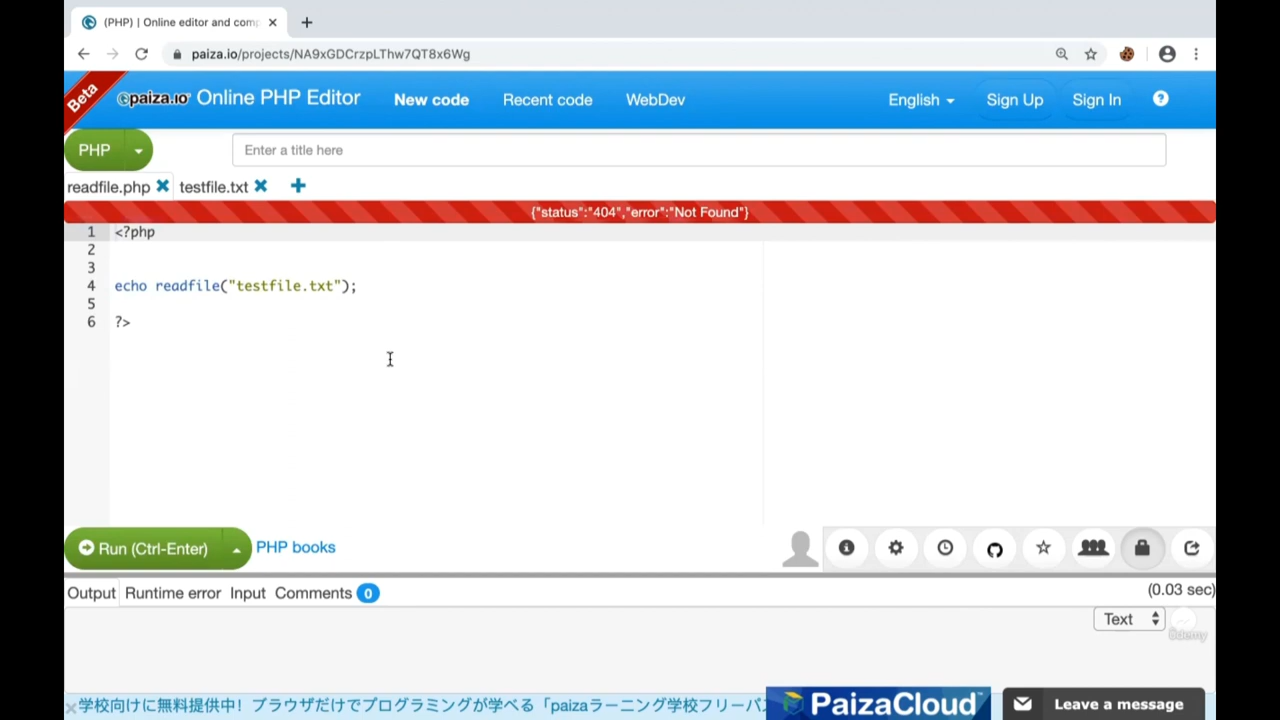 (PHP) | Online editor and comp
paiza.io/projects/NA9xGDCrzpLThw7QT8x6Wg
Beta
paiza.io Online PHP Editor New code Recent code WebDev English Sign Up Sign In ?
PHP Enter a title here
readfile.php testfile.txt
{"status":"404","error":"Not Found"}
1 <?php
2
3
4 echo readfile("testfile.txt");
5
6 ?>
Run (Ctrl-Enter) PHP books
Output Runtime error Input Comments 0 (0.03 sec)
Text
ûdemy
学校向けに無料提供中! ブラウザだけでプログラミングが学べる「paizaラーニング学校フリーパス
PaizaCloud
Leave a message